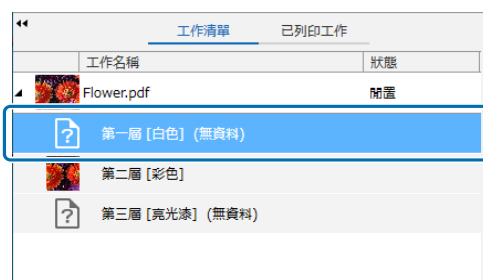 工作清單 已列印工作
工作名稱 狀態
Flower.pdf 閒置
第一層 [白色] (無資料)
第二層 [彩色]
第三層 [亮光漆] (無資料)